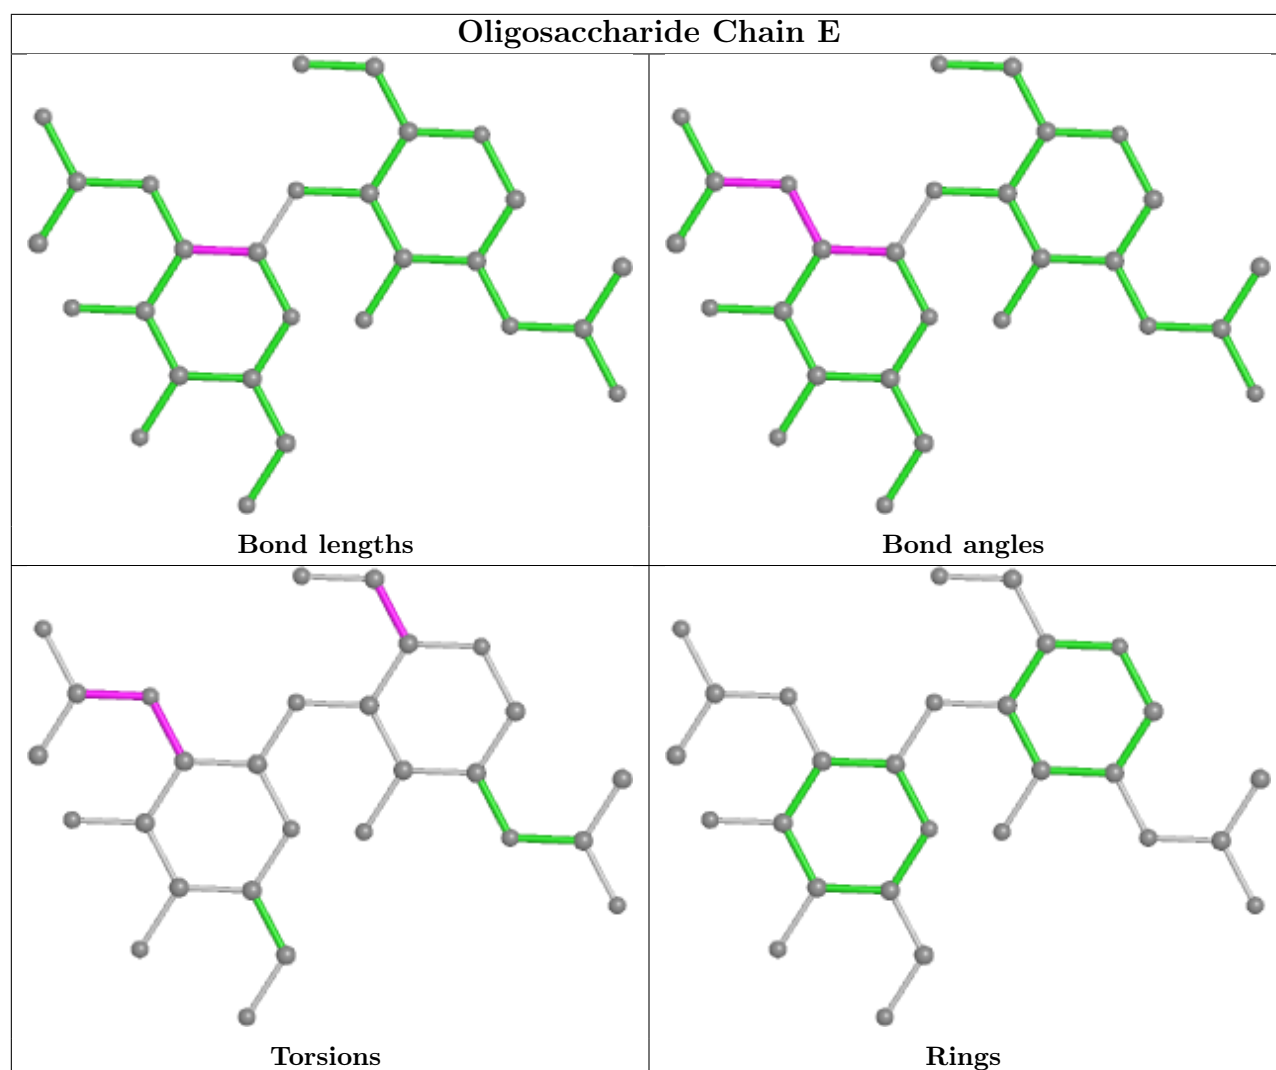 Oligosaccharide Chain E
Bond lengths
Bond angles
Torsions
Rings